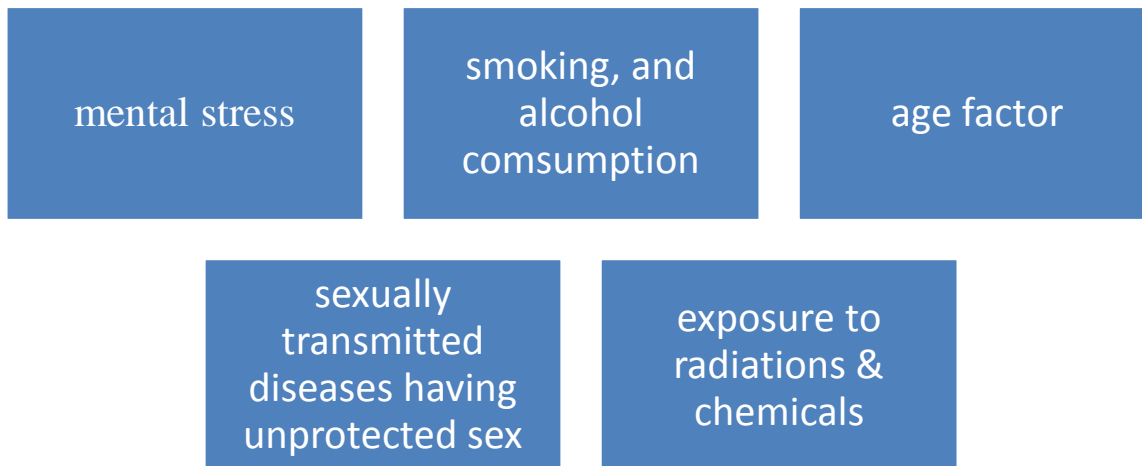 mental stress
smoking, and
alcohol
comsumption
age factor
sexually
transmitted
diseases having
unprotected sex
exposure to
radiations &
chemicals